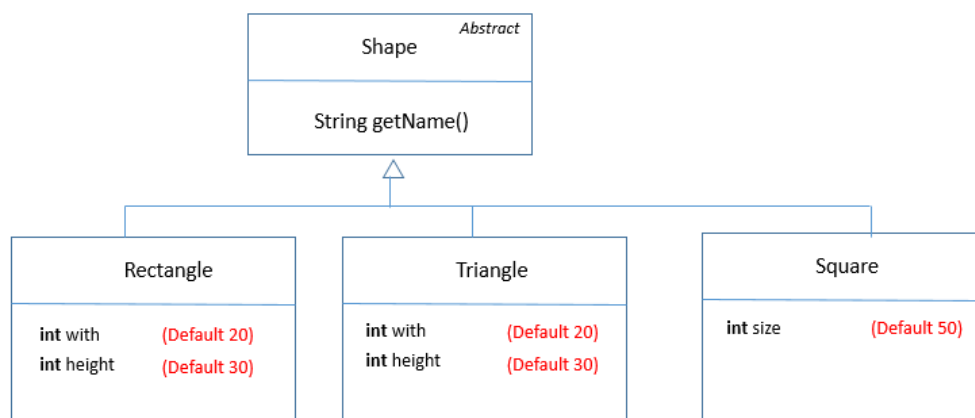 Abstract
Shape
String getName()
Rectangle
int with (Default 20)
int height (Default 30)
Triangle
int with (Default 20)
int height (Default 30)
Square
int size (Default 50)